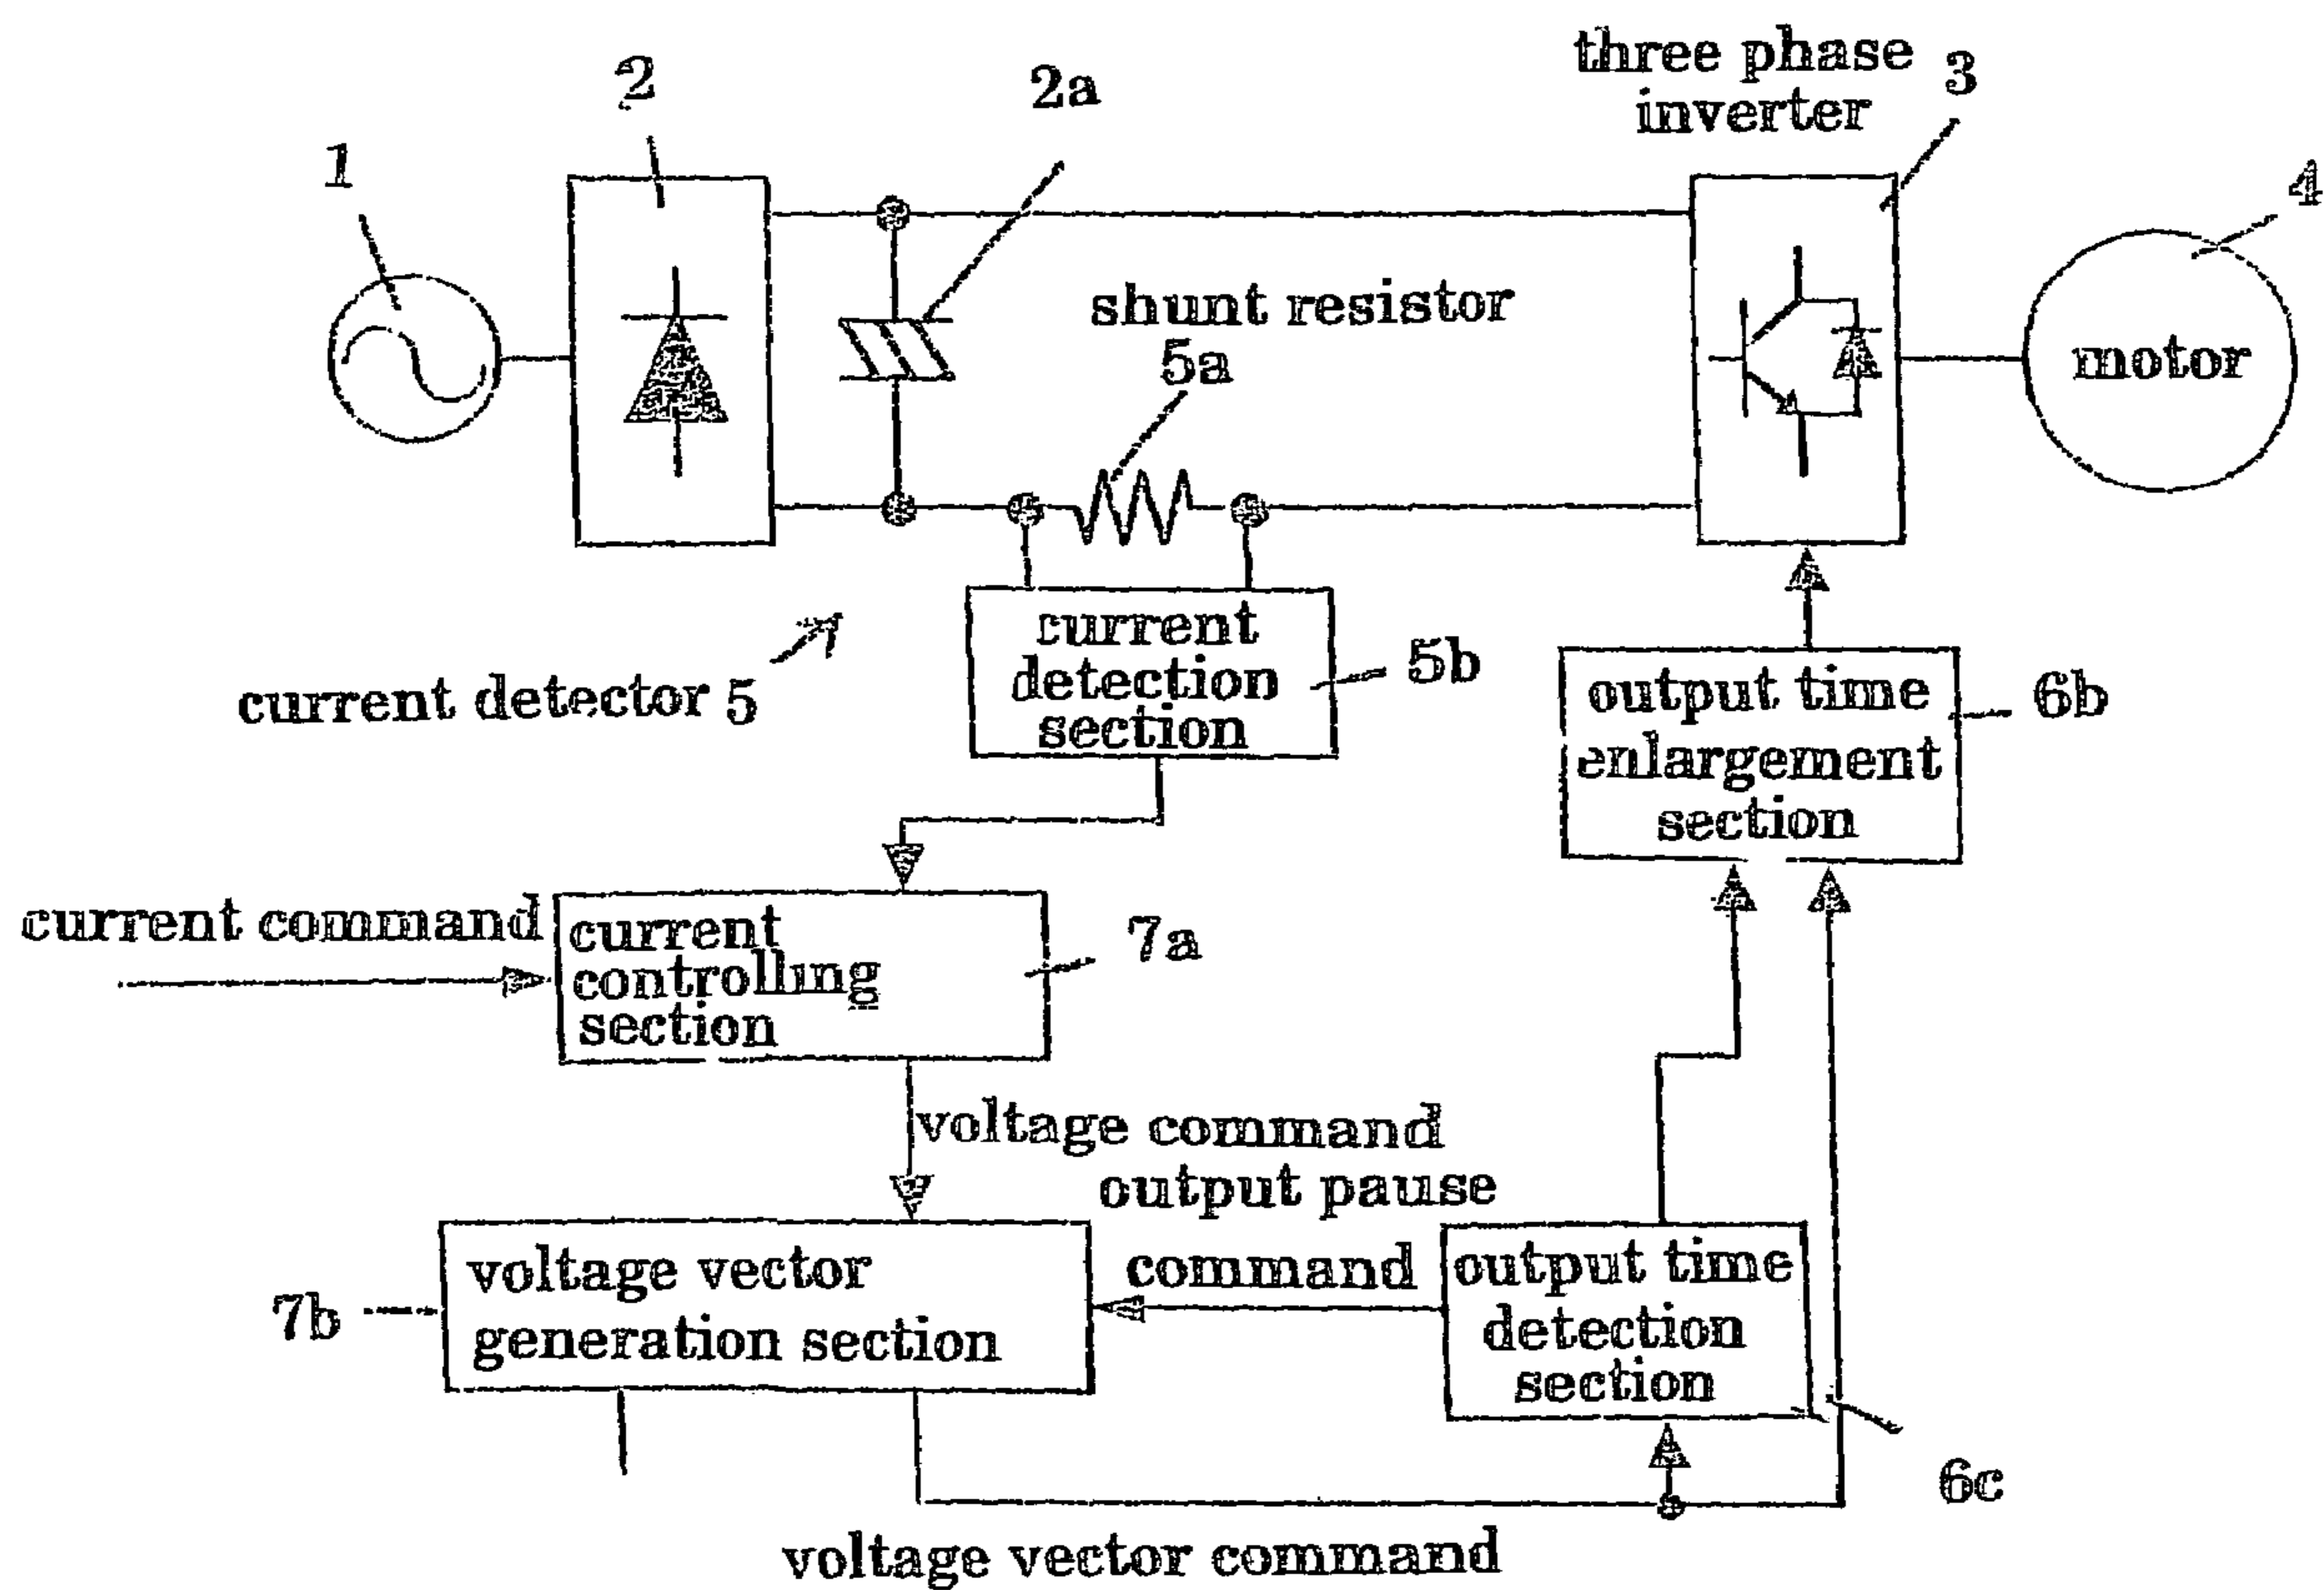 three phase
inverter
3
2
2a
1
4
shunt resistor
5a
motor
current
detection
section
5b
current detector 5
output time
enlargement
section
6b
current command
current
controlling
section
7a
voltage command
output pause
command
voltage vector
generation section
7b
output time
detection
section
6c
voltage vector command